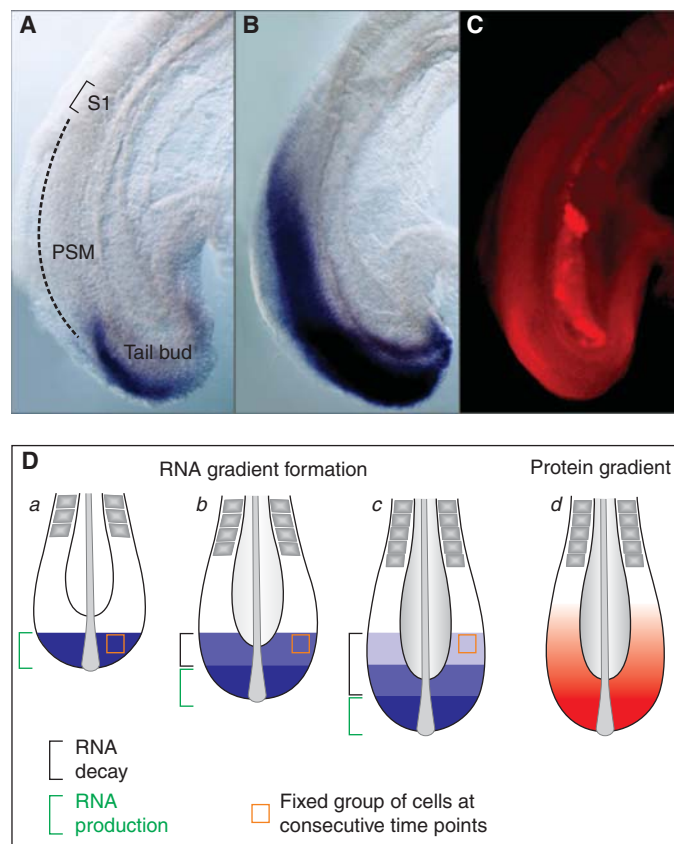 A
B
C
S1
PSM
Tail bud
D
RNA gradient formation
Protein gradient
a
b
c
d
RNA
decay
RNA
production
Fixed group of cells at
consecutive time points